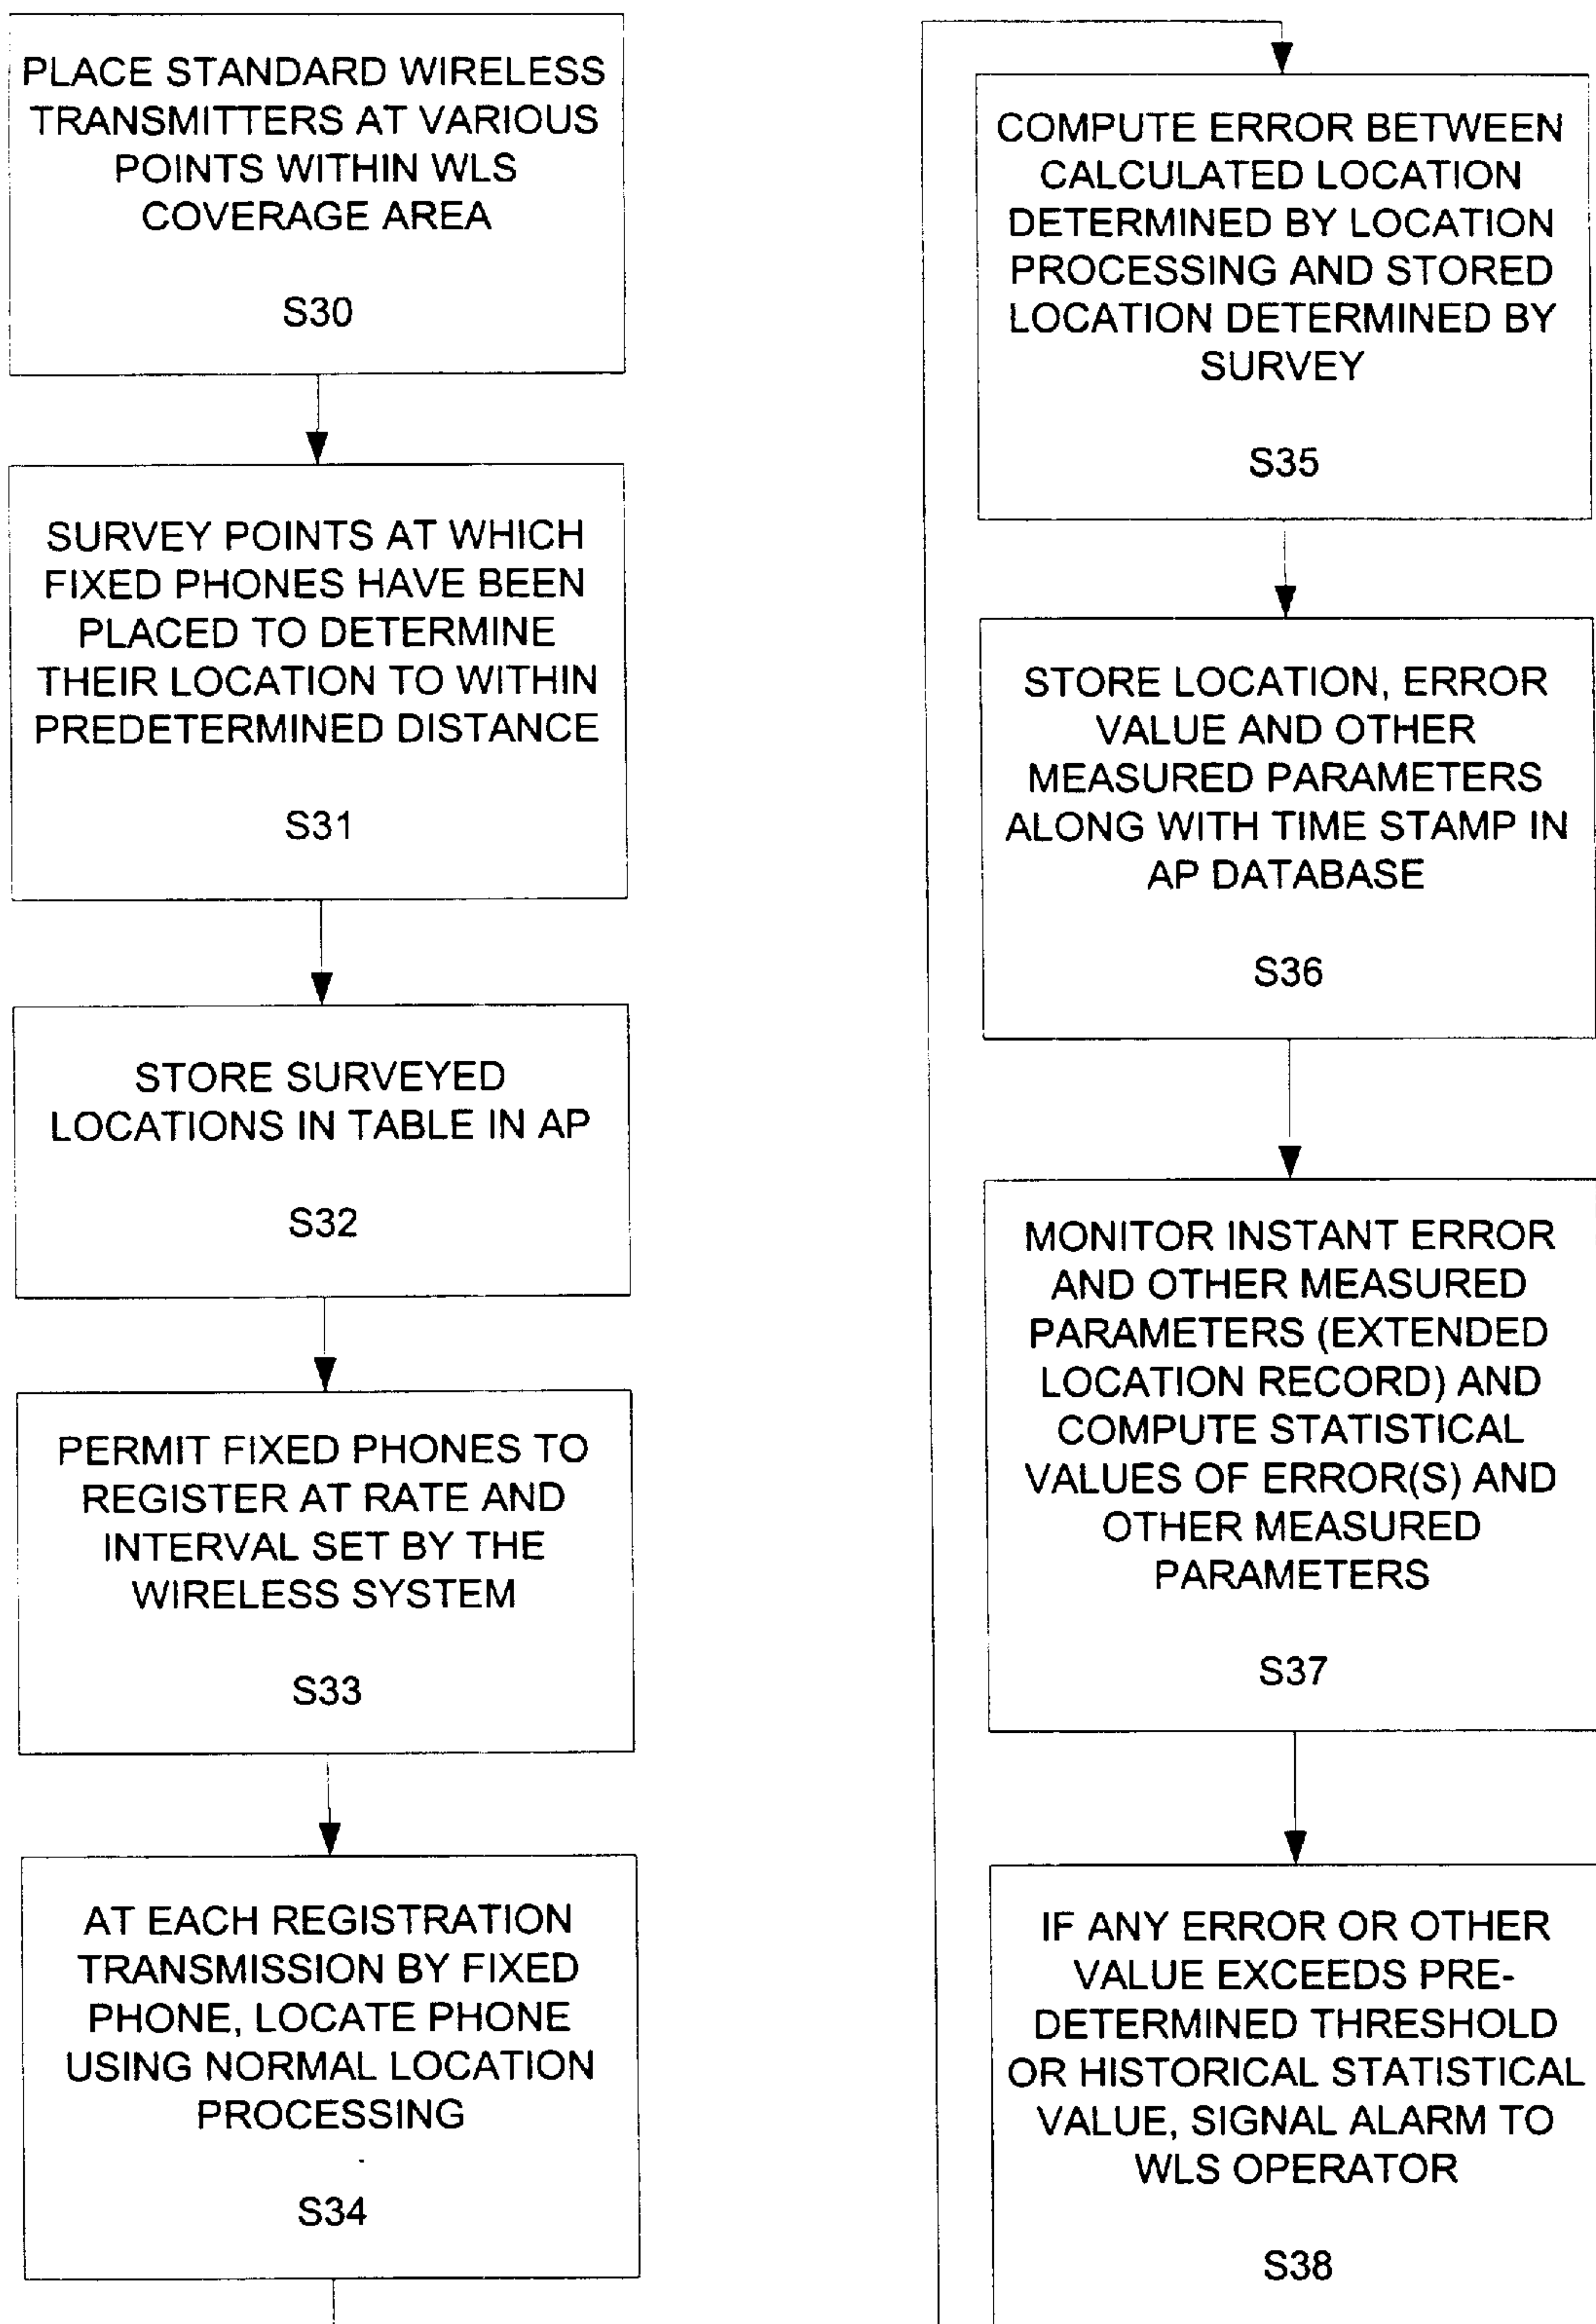 PLACE STANDARD WIRELESS
TRANSMITTERS AT VARIOUS
POINTS WITHIN WLS
COVERAGE AREA
S30
SURVEY POINTS AT WHICH
FIXED PHONES HAVE BEEN
PLACED TO DETERMINE
THEIR LOCATION TO WITHIN
PREDETERMINED DISTANCE
S31
STORE SURVEYED
LOCATIONS IN TABLE IN AP
S32
PERMIT FIXED PHONES TO
REGISTER AT RATE AND
INTERVAL SET BY THE
WIRELESS SYSTEM
S33
AT EACH REGISTRATION
TRANSMISSION BY FIXED
PHONE, LOCATE PHONE
USING NORMAL LOCATION
PROCESSING
S34
COMPUTE ERROR BETWEEN
CALCULATED LOCATION
DETERMINED BY LOCATION
PROCESSING AND STORED
LOCATION DETERMINED BY
SURVEY
S35
STORE LOCATION, ERROR
VALUE AND OTHER
MEASURED PARAMETERS
ALONG WITH TIME STAMP IN
AP DATABASE
S36
MONITOR INSTANT ERROR
AND OTHER MEASURED
PARAMETERS (EXTENDED
LOCATION RECORD) AND
COMPUTE STATISTICAL
VALUES OF ERROR(S) AND
OTHER MEASURED
PARAMETERS
S37
IF ANY ERROR OR OTHER
VALUE EXCEEDS PRE-
DETERMINED THRESHOLD
OR HISTORICAL STATISTICAL
VALUE, SIGNAL ALARM TO
WLS OPERATOR
S38